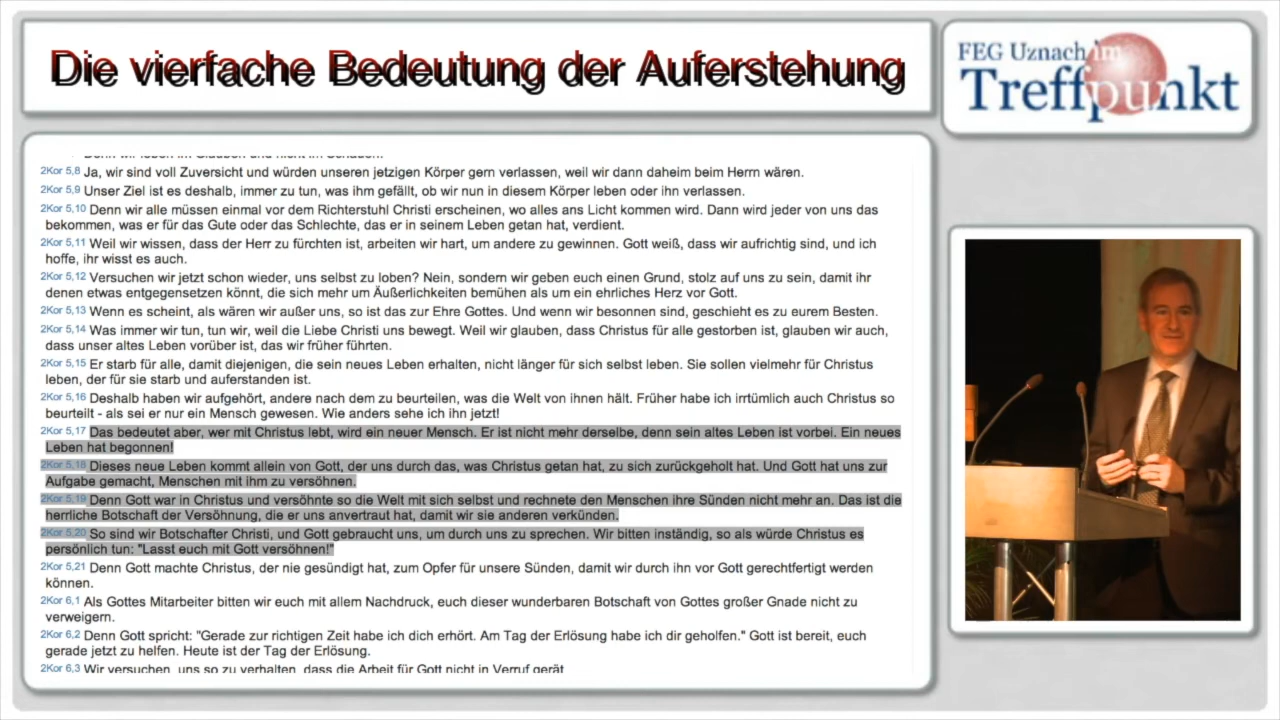 Die vierfache Bedeutung der Auferstehung
FEG Uznach im
Treffpunkt
Denn wir leben im Glauben und nicht im Schauen.
2Kor 5,8 Ja, wir sind voll Zuversicht und würden unseren jetzigen Körper gern verlassen, weil wir dann daheim beim Herrn wären.
2Kor 5,9 Unser Ziel ist es deshalb, immer zu tun, was ihm gefällt, ob wir nun in diesem Körper leben oder ihn verlassen.
2Kor 5,10 Denn wir alle müssen einmal vor dem Richterstuhl Christi erscheinen, wo alles ans Licht kommen wird. Dann wird jeder von uns das
bekommen, was er für das Gute oder das Schlechte, das er in seinem Leben getan hat, verdient.
2Kor 5,11 Weil wir wissen, dass der Herr zu fürchten ist, arbeiten wir hart, um andere zu gewinnen. Gott weiß, dass wir aufrichtig sind, und ich
hoffe, ihr wisst es auch.
2Kor 5,12 Versuchen wir jetzt schon wieder, uns selbst zu loben? Nein, sondern wir geben euch einen Grund, stolz auf uns zu sein, damit ihr
denen etwas entgegensetzen könnt, die sich mehr um Äußerlichkeiten bemühen als um ein ehrliches Herz vor Gott.
2Kor 5,13 Wenn es scheint, als wären wir außer uns, so ist das zur Ehre Gottes. Und wenn wir besonnen sind, geschieht es zu eurem Besten.
2Kor 5,14 Was immer wir tun, tun wir, weil die Liebe Christi uns bewegt. Weil wir glauben, dass Christus für alle gestorben ist, glauben wir auch,
dass unser altes Leben vorüber ist, das wir früher führten.
2Kor 5,15 Er starb für alle, damit diejenigen, die sein neues Leben erhalten, nicht länger für sich selbst leben. Sie sollen vielmehr für Christus
leben, der für sie starb und auferstanden ist.
2Kor 5,16 Deshalb haben wir aufgehört, andere nach dem zu beurteilen, was die Welt von ihnen hält. Früher habe ich irrtümlich auch Christus so
beurteilt - als sei er nur ein Mensch gewesen. Wie anders sehe ich ihn jetzt!
2Kor 5,17 Das bedeutet aber, wer mit Christus lebt, wird ein neuer Mensch. Er ist nicht mehr derselbe, denn sein altes Leben ist vorbei. Ein neues
Leben hat begonnen!
2Kor 5,18 Dieses neue Leben kommt allein von Gott, der uns durch das, was Christus getan hat, zu sich zurückgeholt hat. Und Gott hat uns zur
Aufgabe gemacht, Menschen mit ihm zu versöhnen.
2Kor 5,19 Denn Gott war in Christus und versöhnte so die Welt mit sich selbst und rechnete den Menschen ihre Sünden nicht mehr an. Das ist die
herrliche Botschaft der Versöhnung, die er uns anvertraut hat, damit wir sie anderen verkünden.
2Kor 5,20 So sind wir Botschafter Christi, und Gott gebraucht uns, um durch uns zu sprechen. Wir bitten inständig, so als würde Christus es
persönlich tun: "Lasst euch mit Gott versöhnen!"
2Kor 5,21 Denn Gott machte Christus, der nie gesündigt hat, zum Opfer für unsere Sünden, damit wir durch ihn vor Gott gerechtfertigt werden
können.
2Kor 6,1 Als Gottes Mitarbeiter bitten wir euch mit allem Nachdruck, euch dieser wunderbaren Botschaft von Gottes großer Gnade nicht zu
verweigern.
2Kor 6,2 Denn Gott spricht: "Gerade zur richtigen Zeit habe ich dich erhört. Am Tag der Erlösung habe ich dir geholfen." Gott ist bereit, euch
gerade jetzt zu helfen. Heute ist der Tag der Erlösung.
2Kor 6,3 Wir versuchen, uns so zu verhalten, dass die Arbeit für Gott nicht in Verruf gerät